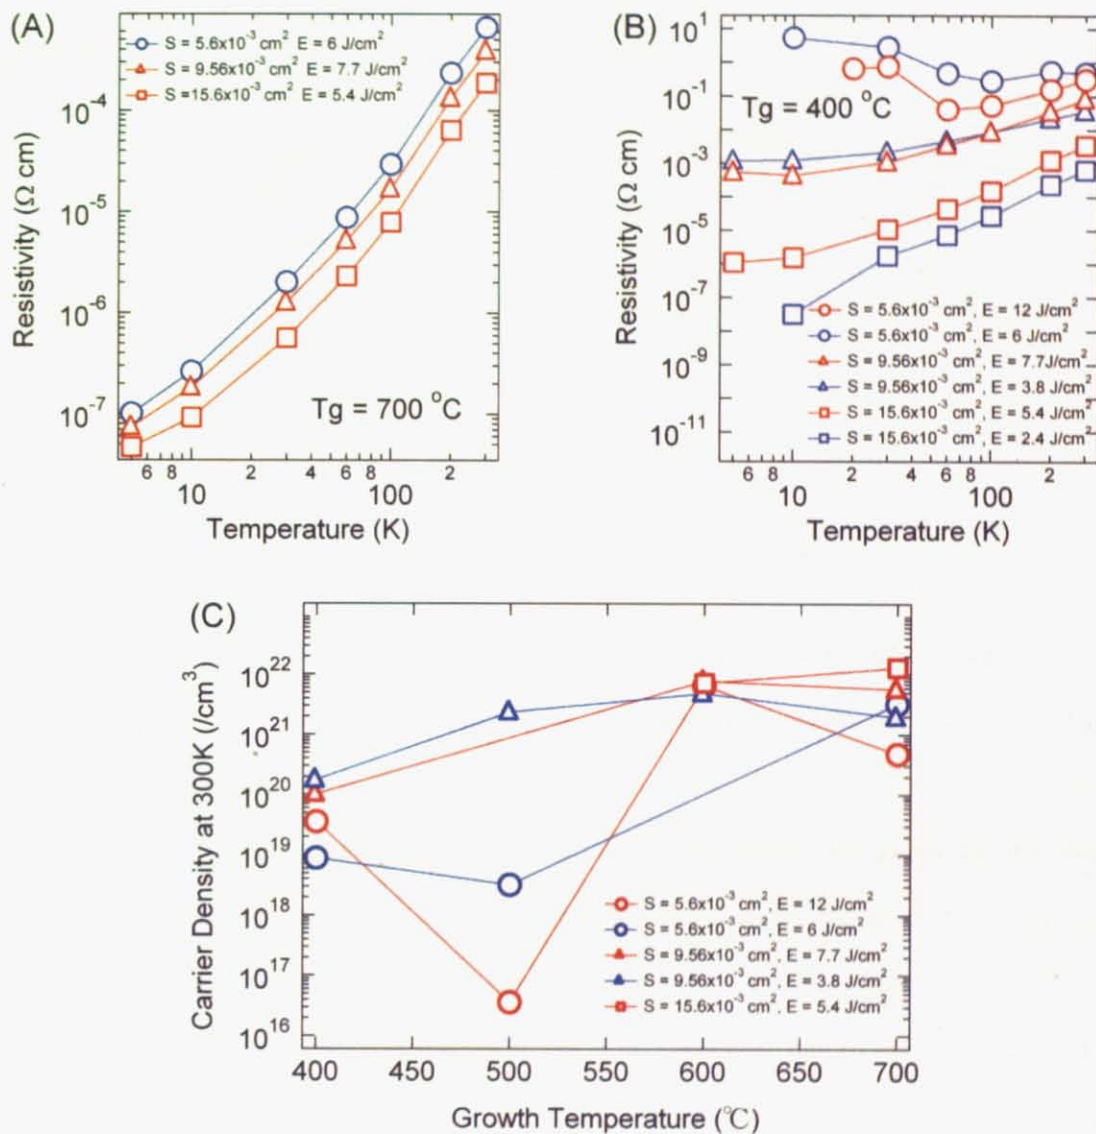 (A)
S = 5.6x10⁻³ cm² E = 6 J/cm²
S = 9.56x10⁻³ cm² E = 7.7 J/cm²
S =15.6x10⁻³ cm² E = 5.4 J/cm²
Resistivity (Ω cm)
10⁻⁴
10⁻⁵
10⁻⁶
10⁻⁷
Tg = 700 °C
6 8 2 4 6 8 2
10 100
Temperature (K)
(B)
Resistivity (Ω cm)
10¹
10⁻¹
10⁻³
10⁻⁵
10⁻⁷
10⁻⁹
10⁻¹¹
Tg = 400 °C
S = 5.6x10⁻³ cm², E = 12 J/cm²
S = 5.6x10⁻³ cm², E = 6 J/cm²
S = 9.56x10⁻³ cm², E = 7.7J/cm²
S = 9.56x10⁻³ cm², E = 3.8 J/cm²
S = 15.6x10⁻³ cm², E = 5.4 J/cm²
S = 15.6x10⁻³ cm², E = 2.4 J/cm²
6 8 2 4 6 8 2
10 100
Temperature (K)
(C)
Carrier Density at 300K (/cm³)
10²²
10²¹
10²⁰
10¹⁹
10¹⁸
10¹⁷
10¹⁶
S = 5.6x10⁻³ cm², E = 12 J/cm²
S = 5.6x10⁻³ cm², E = 6 J/cm²
S = 9.56x10⁻³ cm², E = 7.7 J/cm²
S = 9.56x10⁻³ cm², E = 3.8 J/cm²
S = 15.6x10⁻³ cm², E = 5.4 J/cm²
400 450 500 550 600 650 700
Growth Temperature (℃)